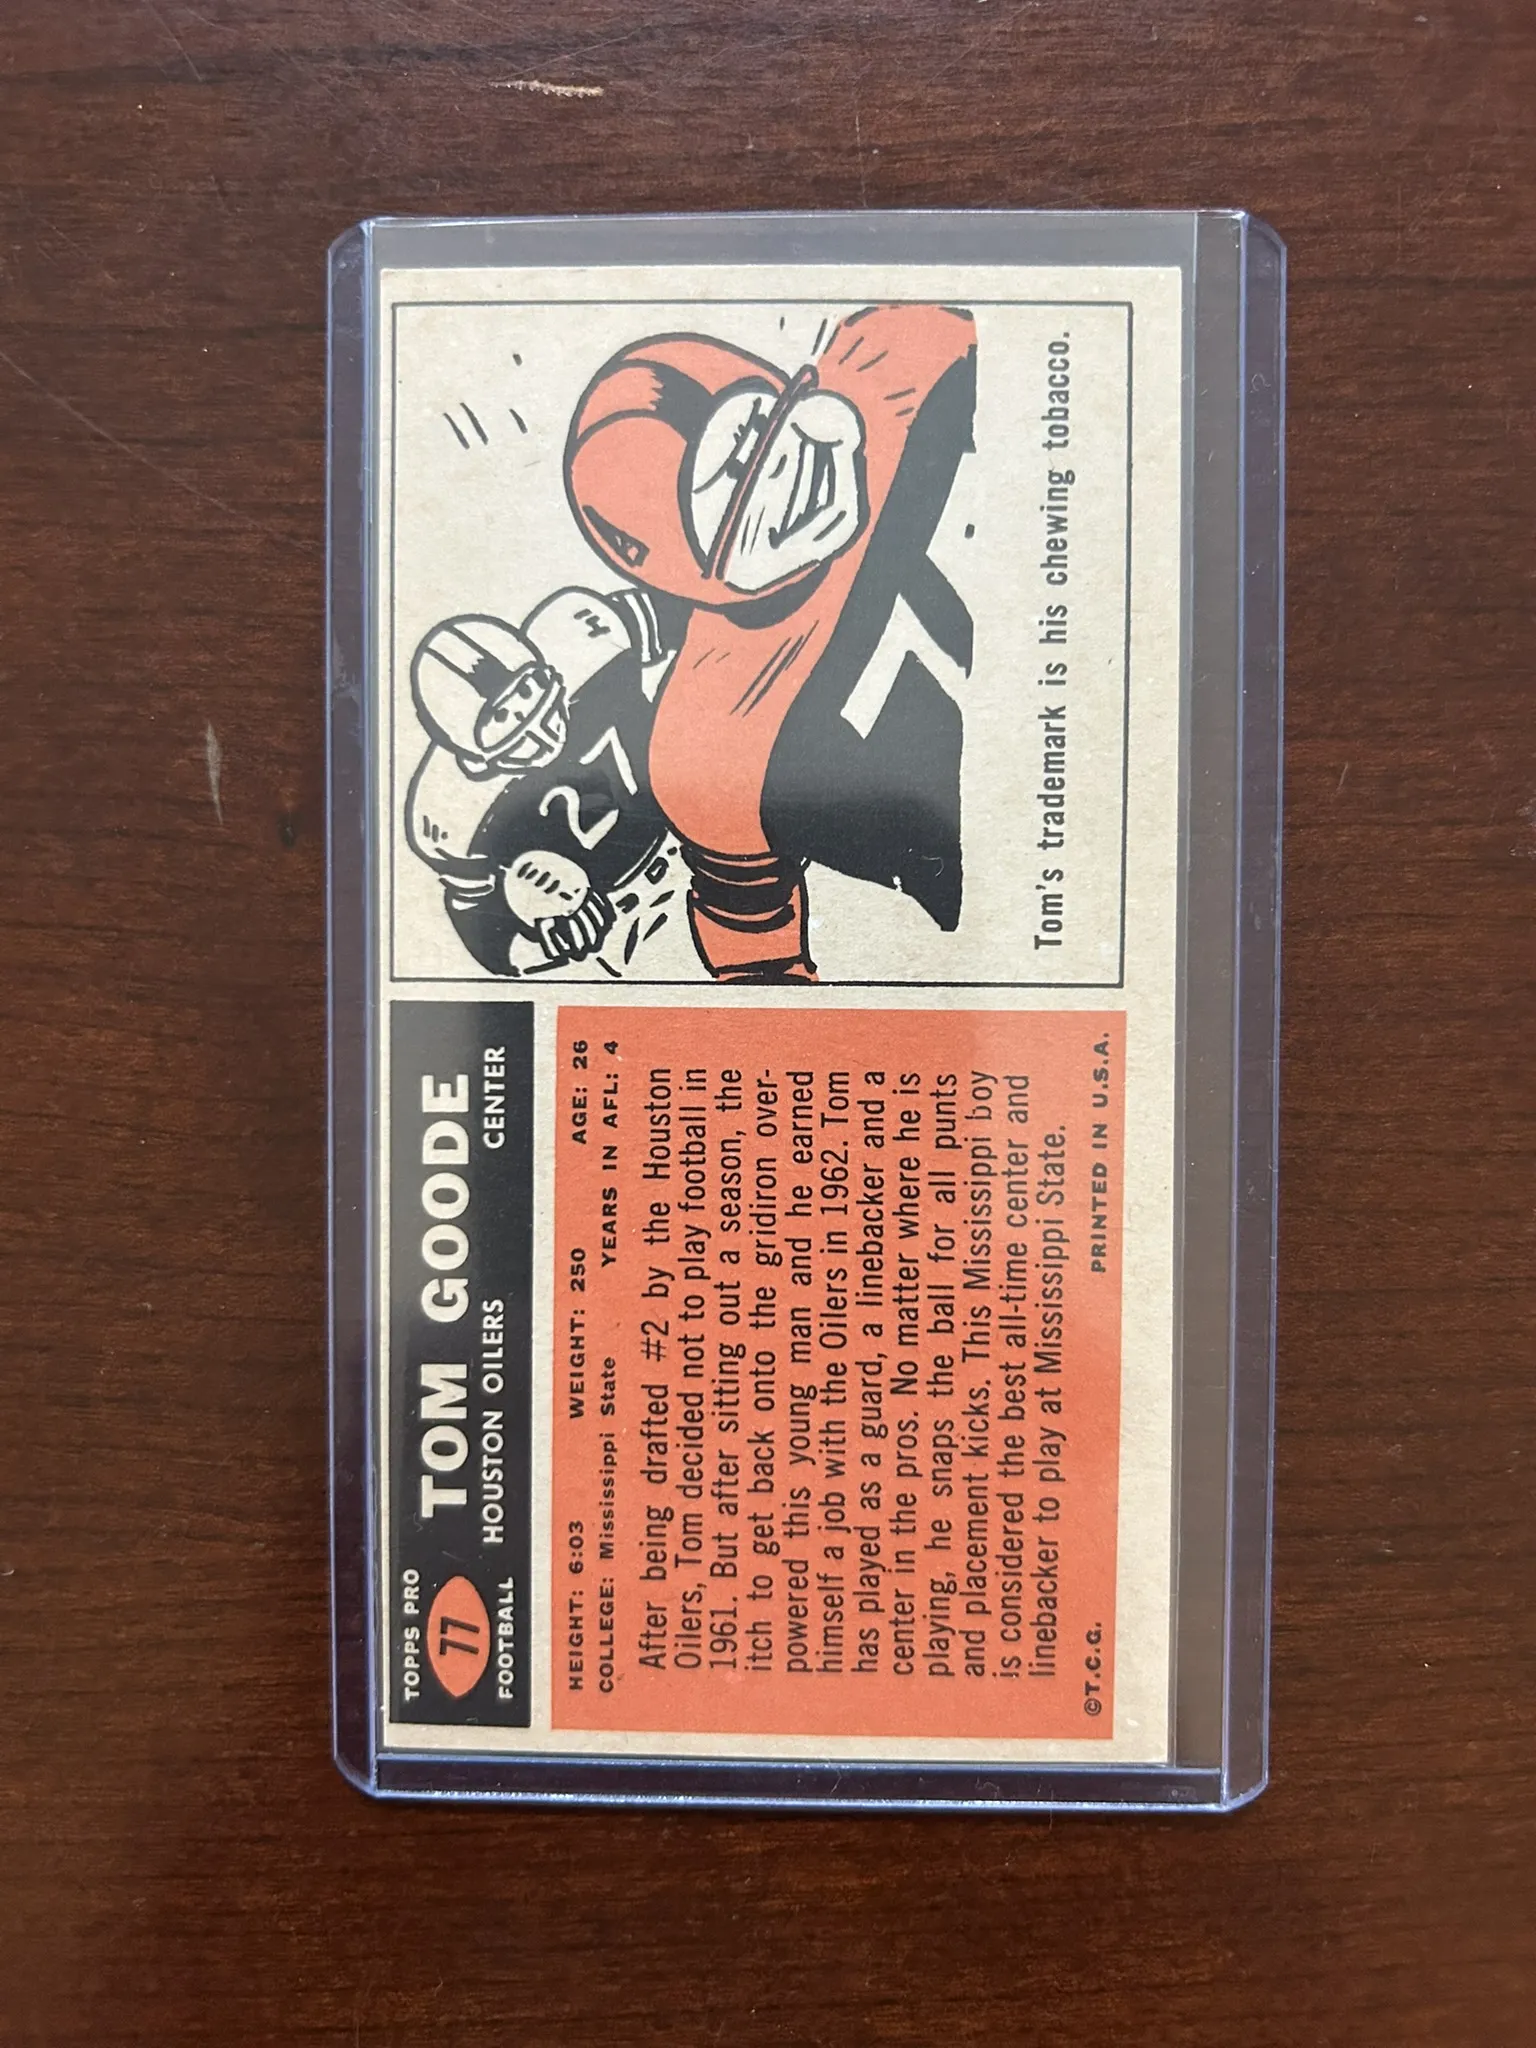 TOPPS PRO
77
FOOTBALL
TOM GOODE
HOUSTON OILERS CENTER
HEIGHT: 6:03 WEIGHT: 250 AGE: 26
COLLEGE: Mississippi State YEARS IN AFL: 4
After being drafted #2 by the Houston
Oilers, Tom decided not to play football in
1961. But after sitting out a season, the
itch to get back onto the gridiron over-
powered this young man and he earned
himself a job with the Oilers in 1962. Tom
has played as a guard, a linebacker and a
center in the pros. No matter where he is
playing, he snaps the ball for all punts
and placement kicks. This Mississippi boy
is considered the best all-time center and
linebacker to play at Mississippi State.
©T.C.G. PRINTED IN U.S.A.
27
7
Tom's trademark is his chewing tobacco.